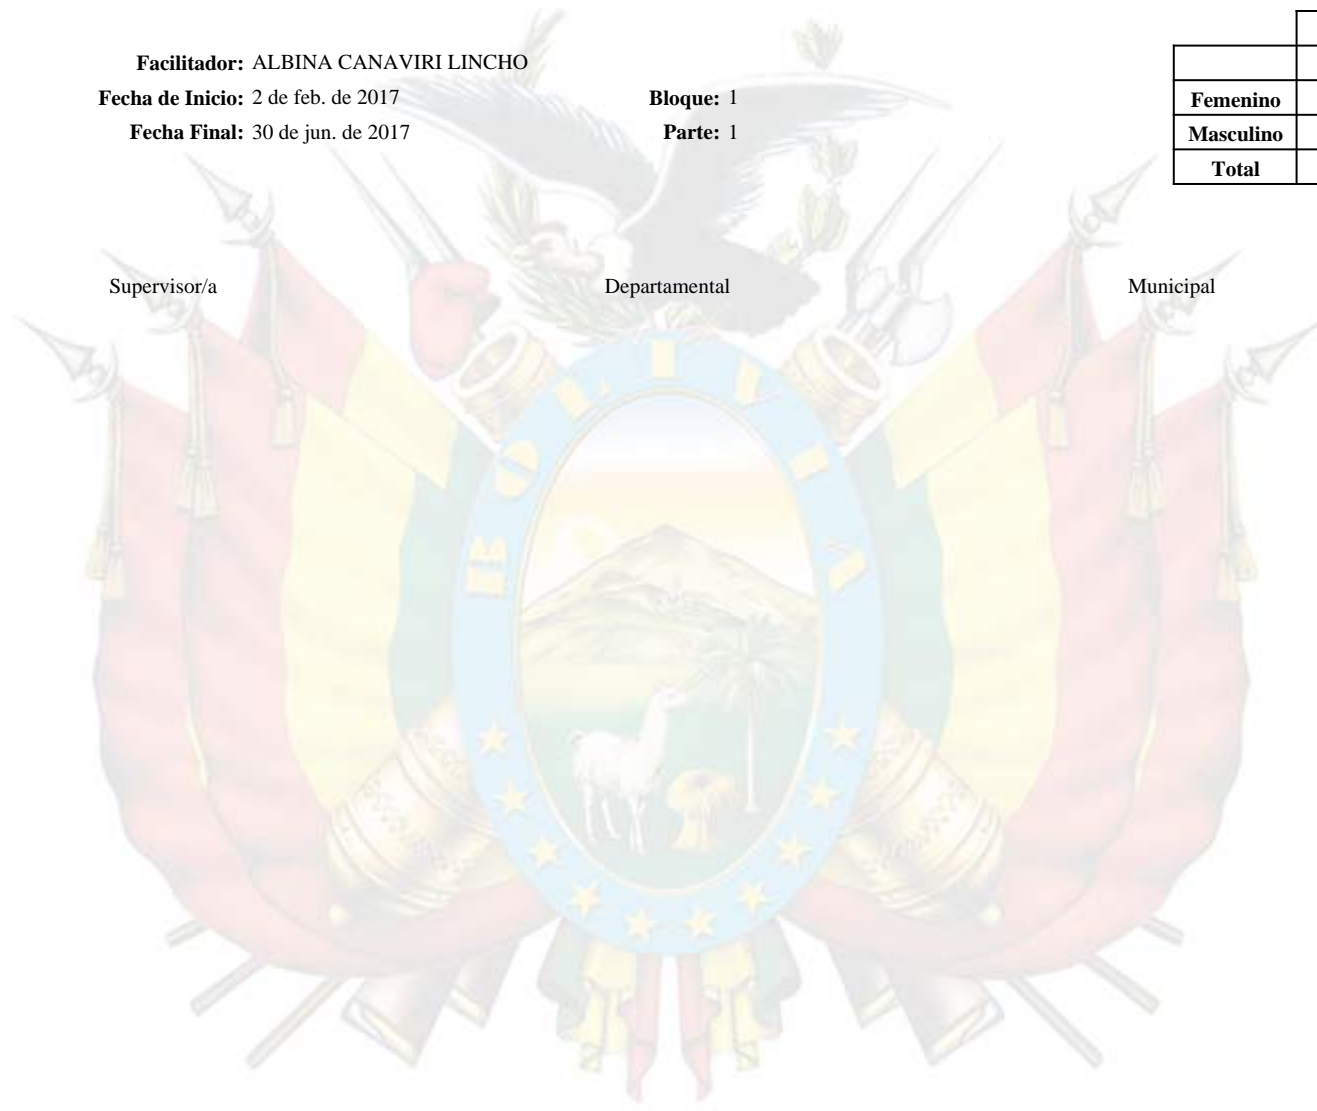 Facilitador: ALBINA CANAVIRI LINCHO
Fecha de Inicio: 2 de feb. de 2017 Bloque: 1
Femenino
Fecha Final: 30 de jun. de 2017 Parte: 1
Masculino
Total
Supervisor/a Departamental Municipal
BOLIVIA